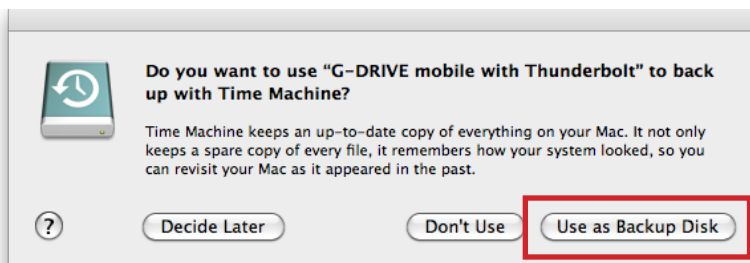 Do you want to use “G-DRIVE mobile with Thunderbolt” to back
up with Time Machine?
Time Machine keeps an up-to-date copy of everything on your Mac. It not only
keeps a spare copy of every file, it remembers how your system looked, so you
can revisit your Mac as it appeared in the past.
? Decide Later Don't Use Use as Backup Disk